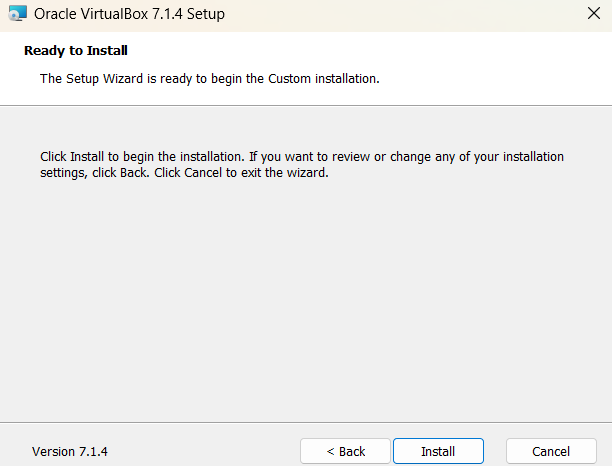 Oracle VirtualBox 7.1.4 Setup
Ready to Install
The Setup Wizard is ready to begin the Custom installation.
Click Install to begin the installation. If you want to review or change any of your installation
settings, click Back. Click Cancel to exit the wizard.
Version 7.1.4
< Back
Install
Cancel